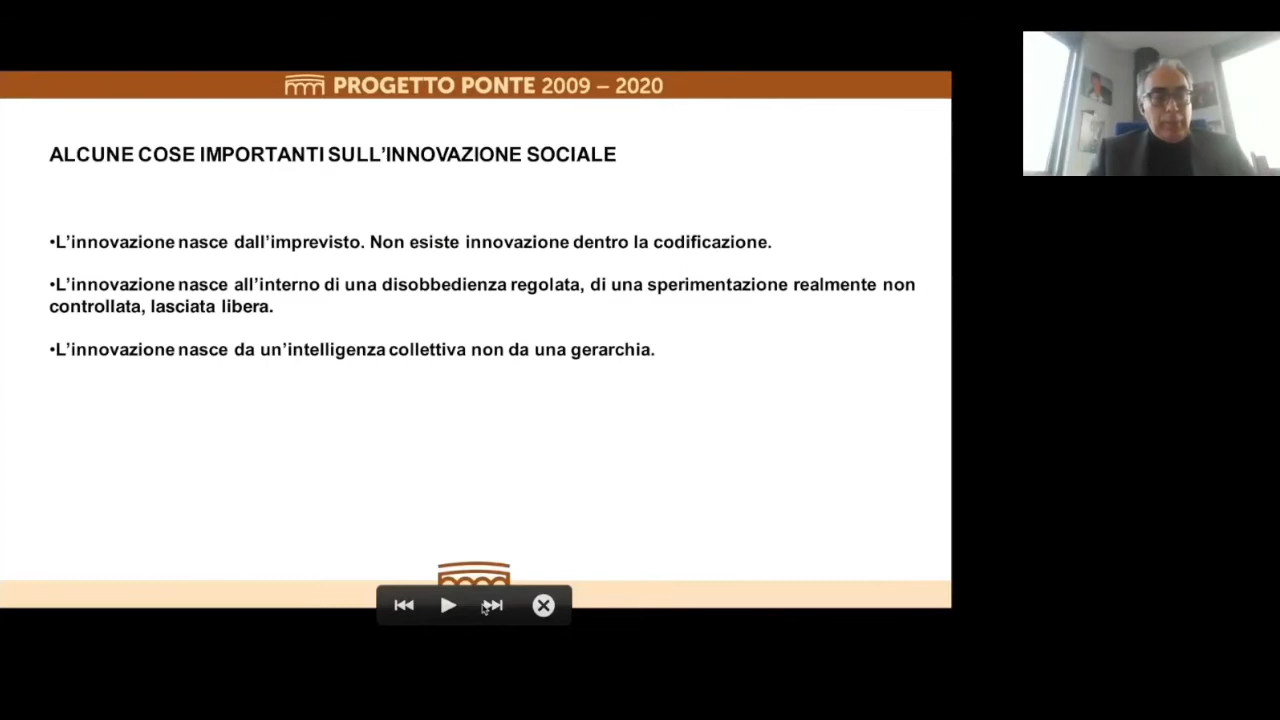 PROGETTO PONTE 2009 – 2020
ALCUNE COSE IMPORTANTI SULL’INNOVAZIONE SOCIALE
•L’innovazione nasce dall’imprevisto. Non esiste innovazione dentro la codificazione.
•L’innovazione nasce all’interno di una disobbedienza regolata, di una sperimentazione realmente non
controllata, lasciata libera.
•L’innovazione nasce da un’intelligenza collettiva non da una gerarchia.